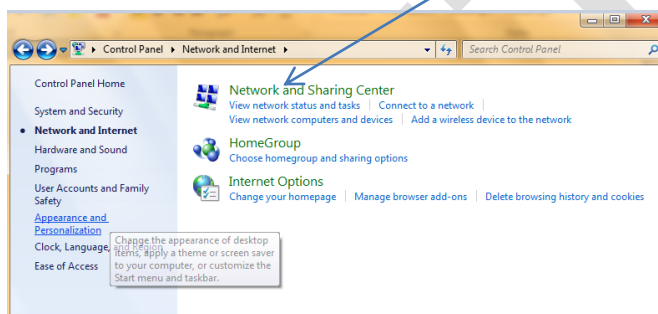 Control Panel Network and Internet Search Control Panel
Control Panel Home
System and Security
Network and Internet
Hardware and Sound
Programs
User Accounts and Family
Safety
Appearance and
Personalization
Clock, Language, and Region
Ease of Access
Change the appearance of desktop
items, apply a theme or screen saver
to your computer, or customize the
Start menu and taskbar.
Network and Sharing Center
View network status and tasks Connect to a network
View network computers and devices Add a wireless device to the network
HomeGroup
Choose homegroup and sharing options
Internet Options
Change your homepage Manage browser add-ons Delete browsing history and cookies